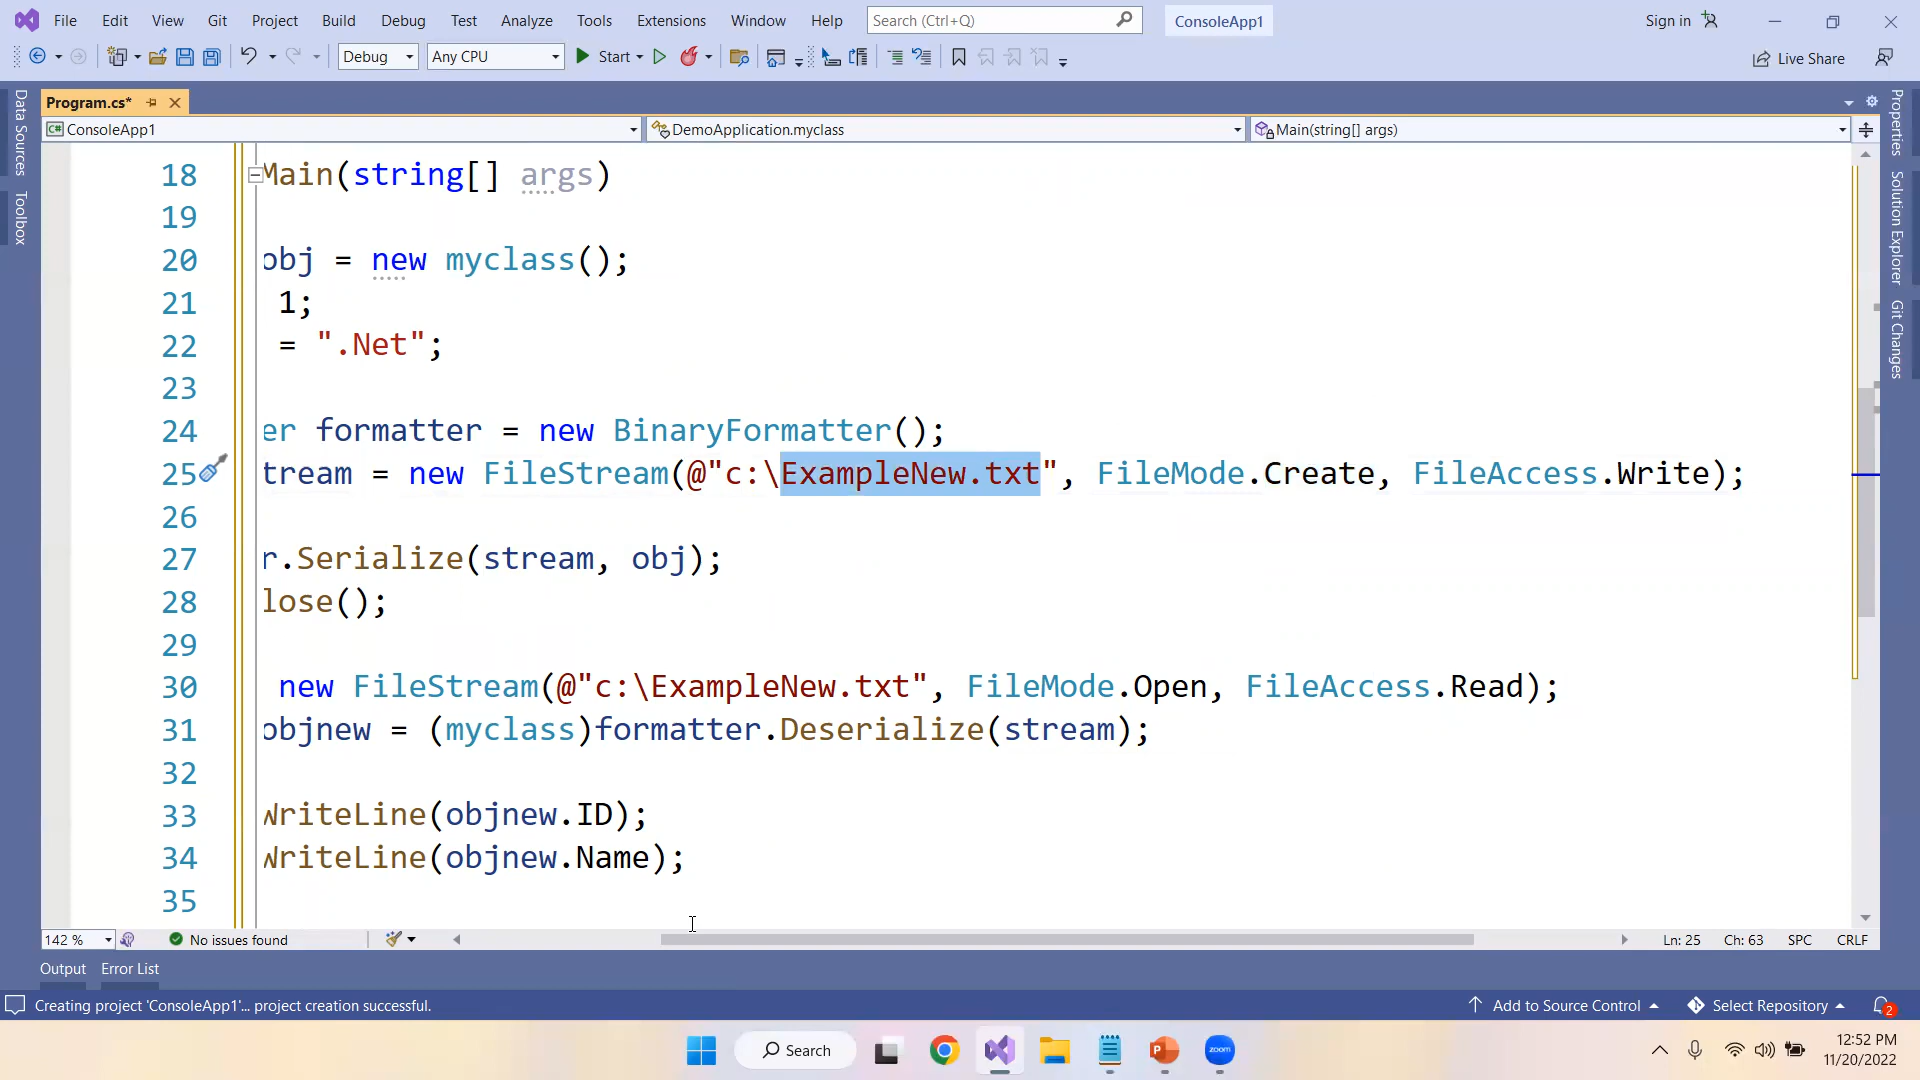 File Edit View Git Project Build Debug Test Analyze Tools Extensions Window Help Search (Ctrl+Q) ConsoleApp1 Sign in
Debug Any CPU Start Live Share
Program.cs*
ConsoleApp1 DemoApplication.myclass Main(string[] args)
Data Sources
Toolbox
Properties
Solution Explorer
Git Changes
18 Main(string[] args)
19
20 obj = new myclass();
21 1;
22 = ".Net";
23
24 er formatter = new BinaryFormatter();
25 tream = new FileStream(@"c:\ExampleNew.txt", FileMode.Create, FileAccess.Write);
26
27 r.Serialize(stream, obj);
28 lose();
29
30 new FileStream(@"c:\ExampleNew.txt", FileMode.Open, FileAccess.Read);
31 objnew = (myclass)formatter.Deserialize(stream);
32
33 WriteLine(objnew.ID);
34 WriteLine(objnew.Name);
35
142 % No issues found Ln: 25 Ch: 63 SPC CRLF
Output Error List
Creating project 'ConsoleApp1'... project creation successful. Add to Source Control Select Repository 2
Search zoom 12:52 PM
11/20/2022